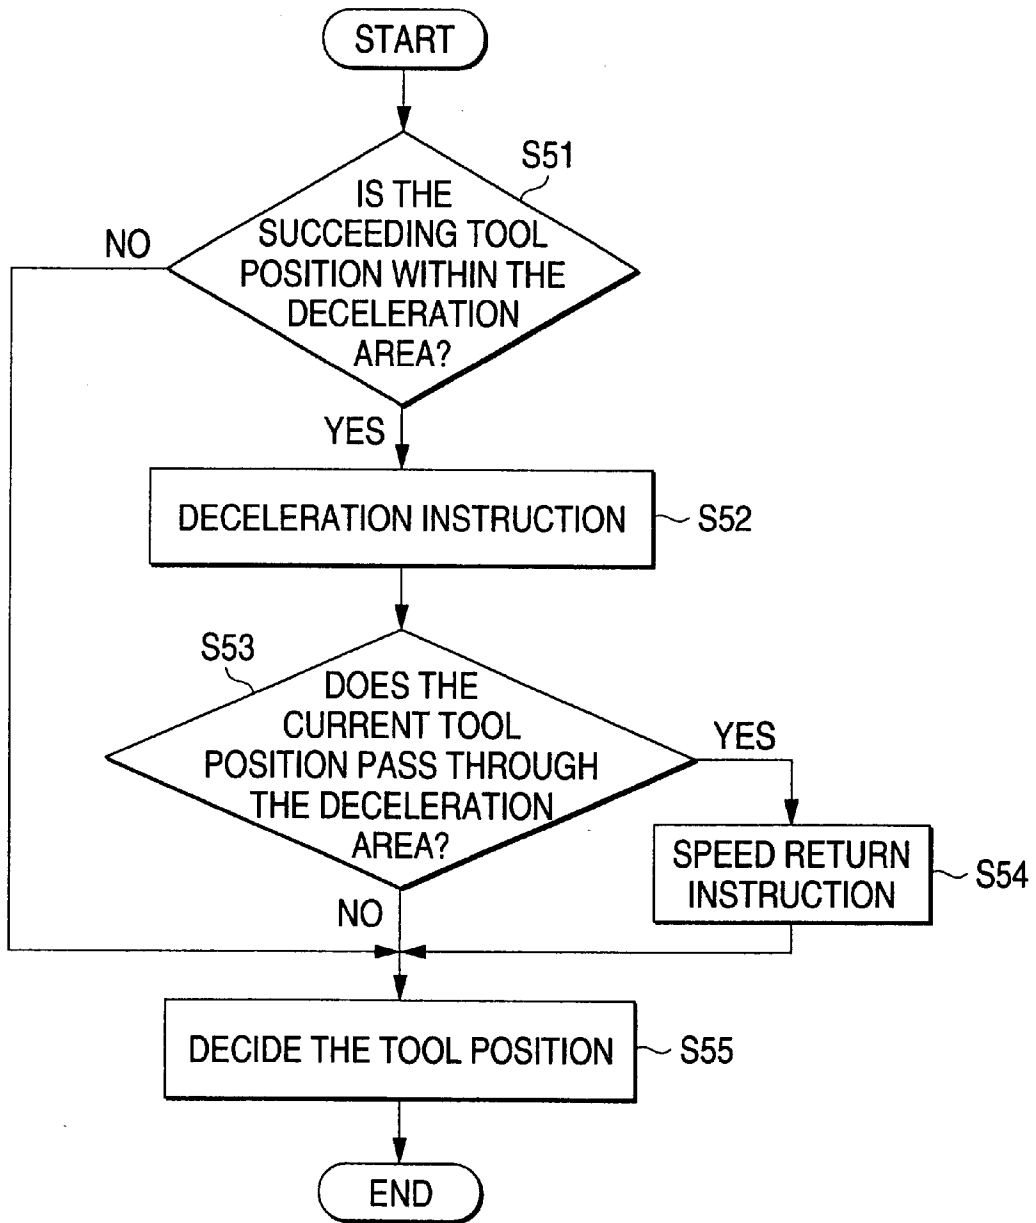 START
S51
IS THE
SUCCEEDING TOOL
POSITION WITHIN THE
DECELERATION
AREA?
NO
YES
DECELERATION INSTRUCTION
S52
S53
DOES THE
CURRENT TOOL
POSITION PASS THROUGH
THE DECELERATION
AREA?
YES
SPEED RETURN
INSTRUCTION
S54
NO
DECIDE THE TOOL POSITION
S55
END